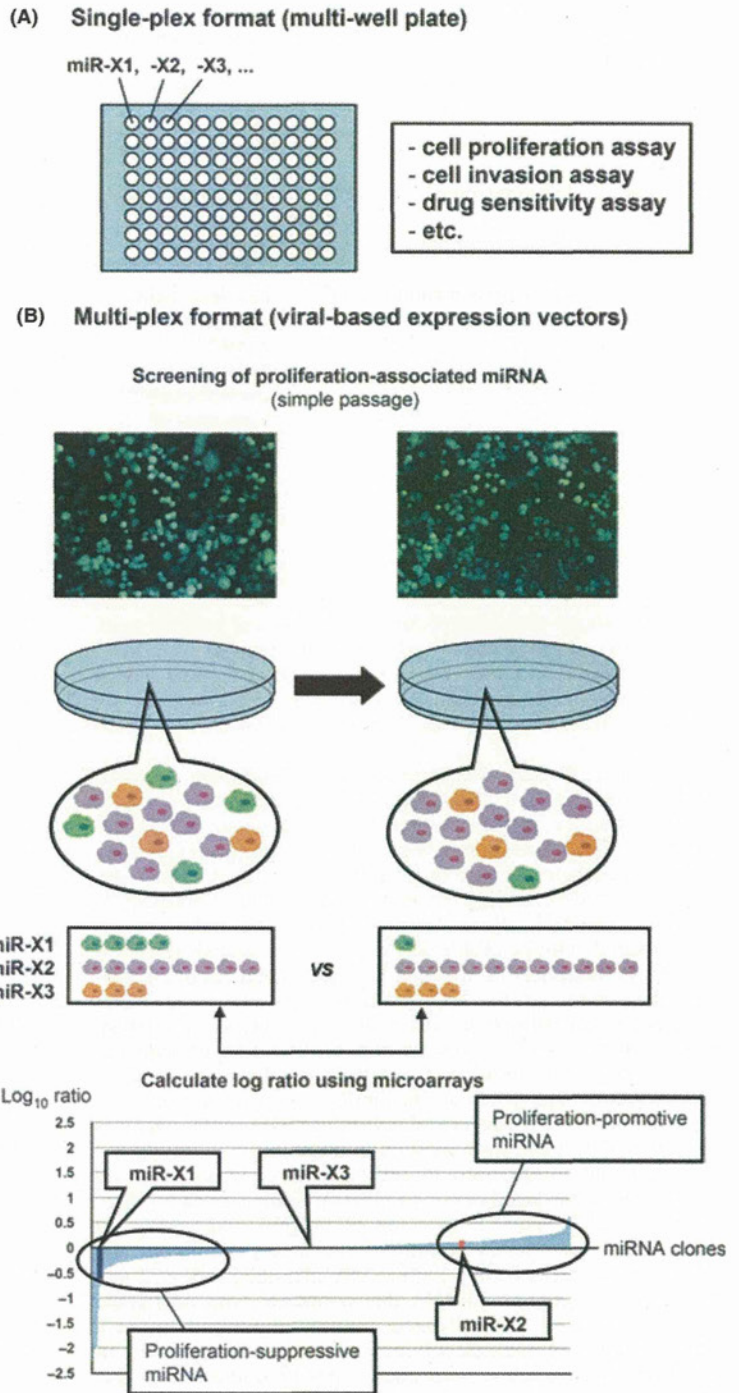 (A) Single-plex format (multi-well plate)
miR-X1, -X2, -X3, ...
- cell proliferation assay
- cell invasion assay
- drug sensitivity assay
- etc.
(B) Multi-plex format (viral-based expression vectors)
Screening of proliferation-associated miRNA
(simple passage)
miR-X1
miR-X2
miR-X3
vs
Calculate log ratio using microarrays
Log10 ratio
Proliferation-promotive
miRNA
2.5
2
1.5
1
0.5
0
–0.5
–1
–1.5
–2
–2.5
miR-X1
miR-X3
miRNA clones
miR-X2
Proliferation-suppressive
miRNA